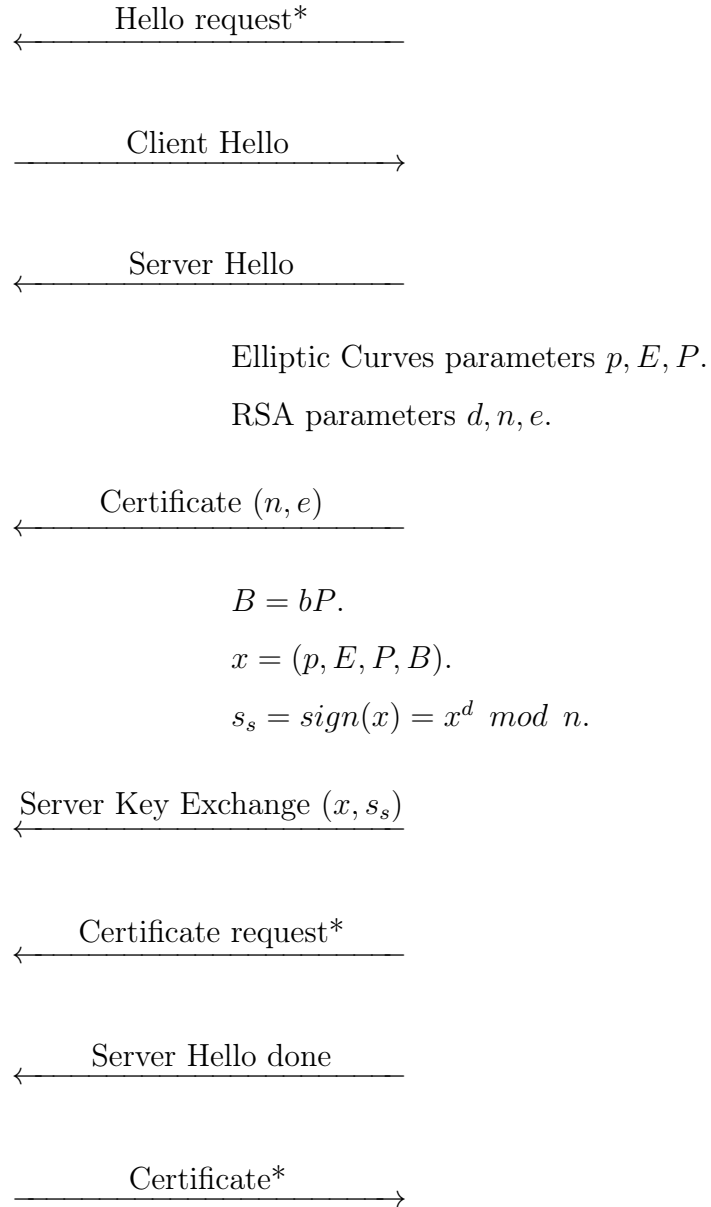 Hello request*
Client Hello
Server Hello
Elliptic Curves parameters p, E, P.
RSA parameters d, n, e.
Certificate (n, e)
B = bP.
x = (p, E, P, B).
s_s = sign(x) = x^d mod n.
Server Key Exchange (x, s_s)
Certificate request*
Server Hello done
Certificate*